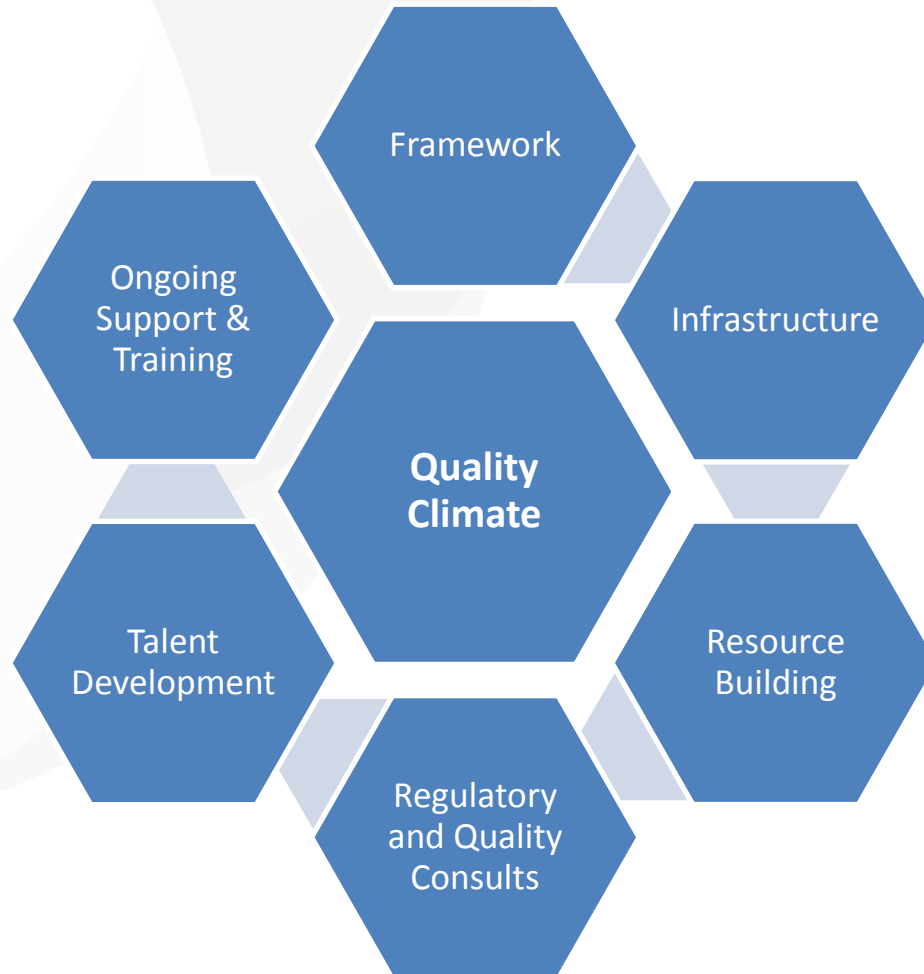 Framework
Ongoing
Support &
Training
Infrastructure
Quality
Climate
Talent
Development
Resource
Building
Regulatory
and Quality
Consults